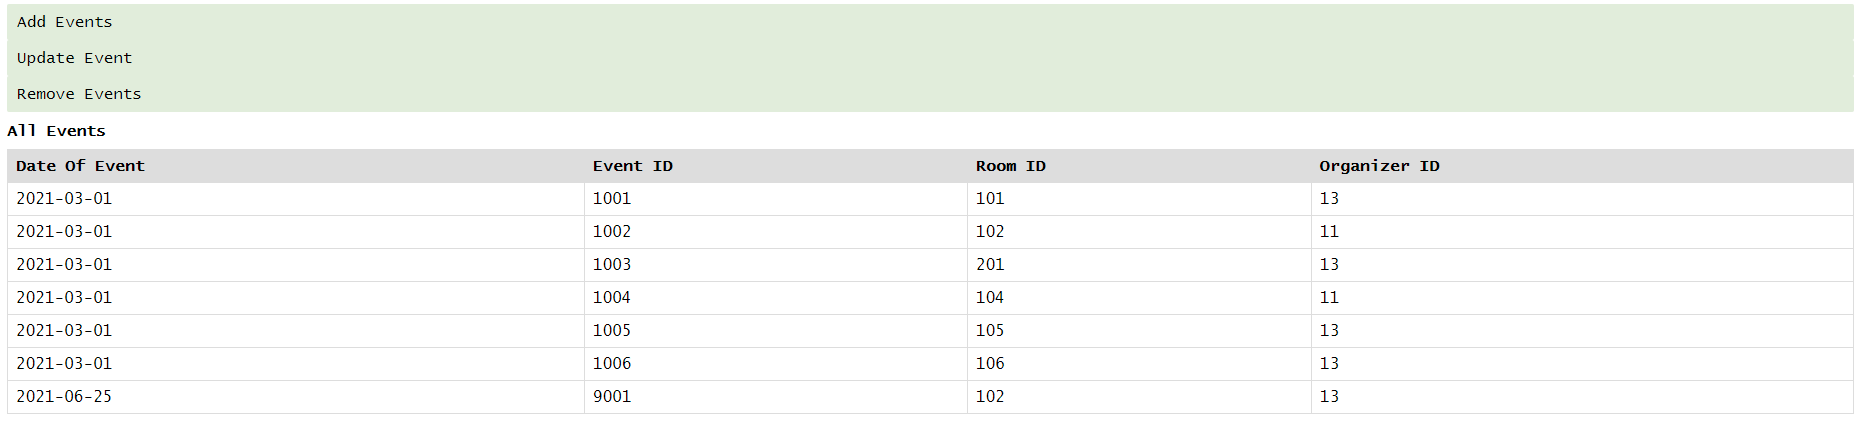 Add Events
Update Event
Remove Events
All Events
Date Of Event Event ID Room ID Organizer ID
2021-03-01 1001 101 13
2021-03-01 1002 102 11
2021-03-01 1003 201 13
2021-03-01 1004 104 11
2021-03-01 1005 105 13
2021-03-01 1006 106 13
2021-06-25 9001 102 13